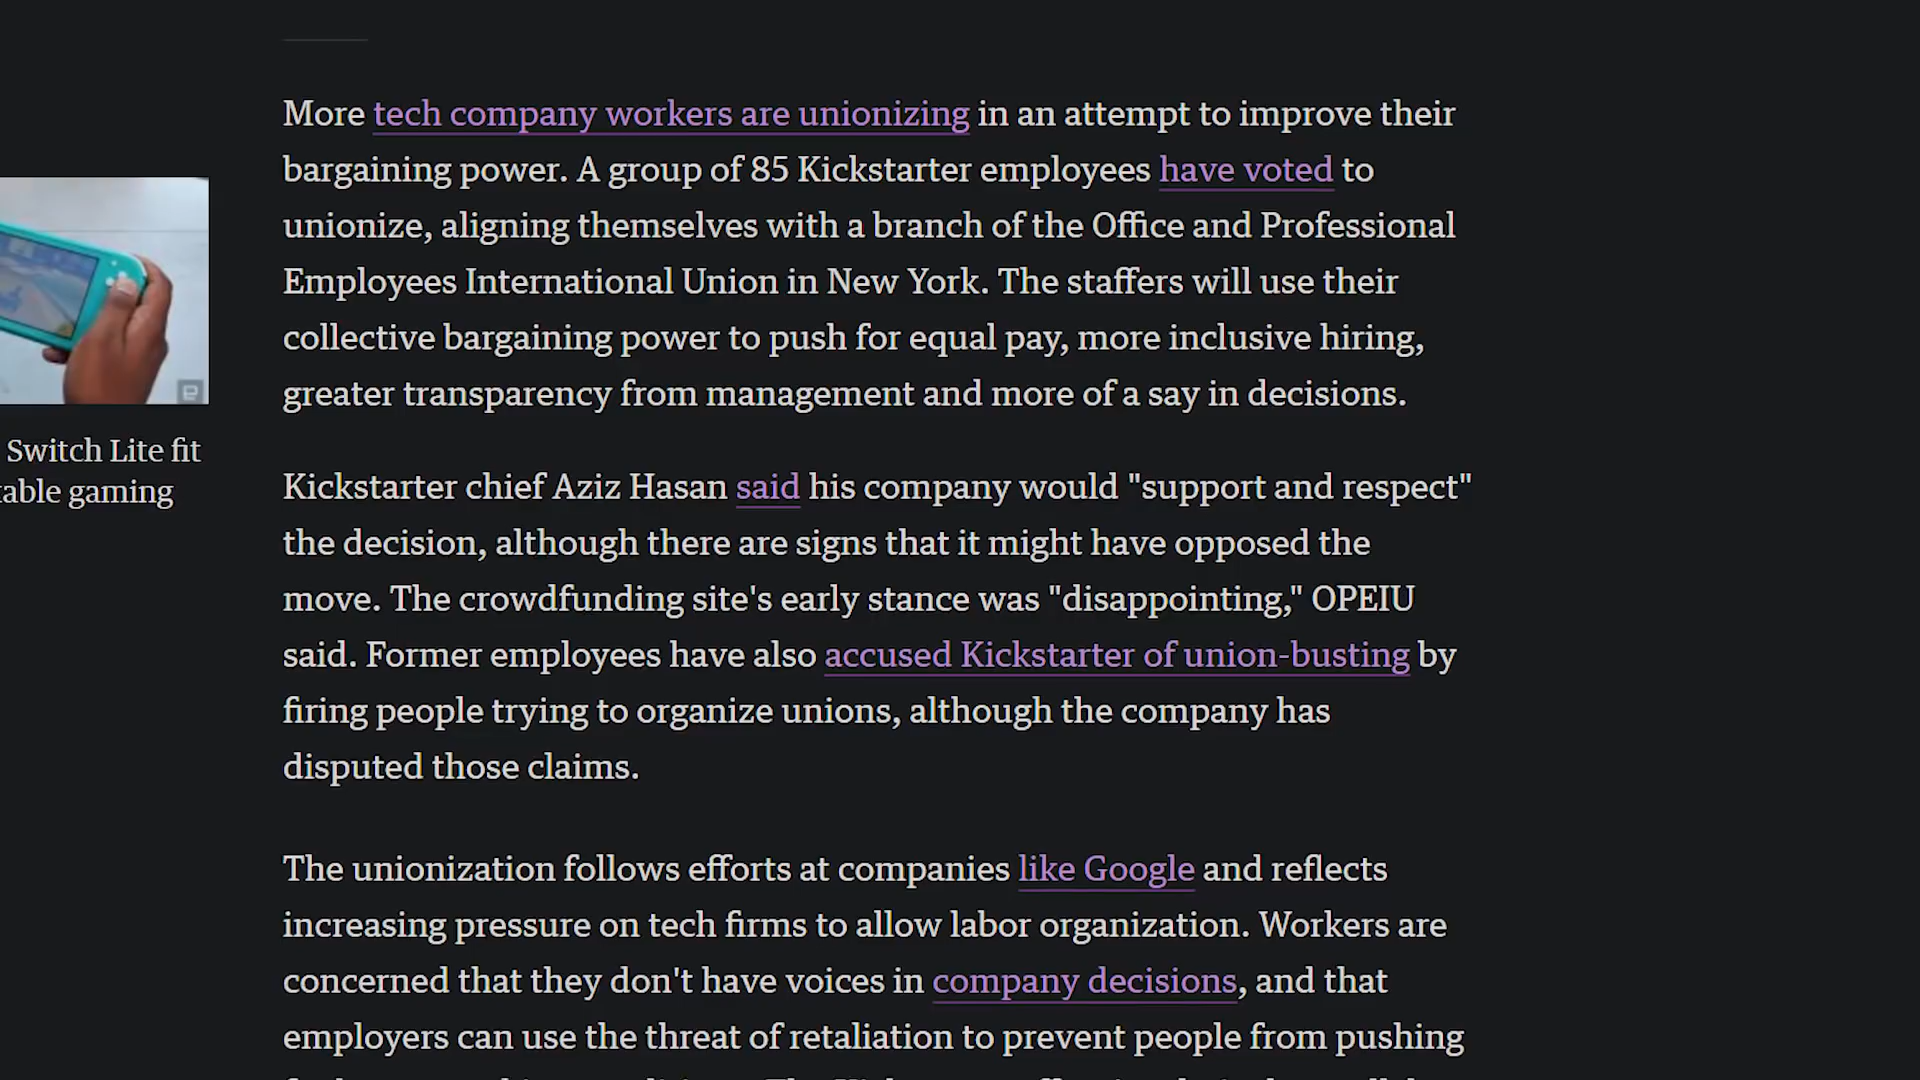 More tech company workers are unionizing in an attempt to improve their
bargaining power. A group of 85 Kickstarter employees have voted to
unionize, aligning themselves with a branch of the Office and Professional
Employees International Union in New York. The staffers will use their
collective bargaining power to push for equal pay, more inclusive hiring,
greater transparency from management and more of a say in decisions.
Switch Lite fit
table gaming
Kickstarter chief Aziz Hasan said his company would "support and respect"
the decision, although there are signs that it might have opposed the
move. The crowdfunding site's early stance was "disappointing," OPEIU
said. Former employees have also accused Kickstarter of union-busting by
firing people trying to organize unions, although the company has
disputed those claims.
The unionization follows efforts at companies like Google and reflects
increasing pressure on tech firms to allow labor organization. Workers are
concerned that they don't have voices in company decisions, and that
employers can use the threat of retaliation to prevent people from pushing